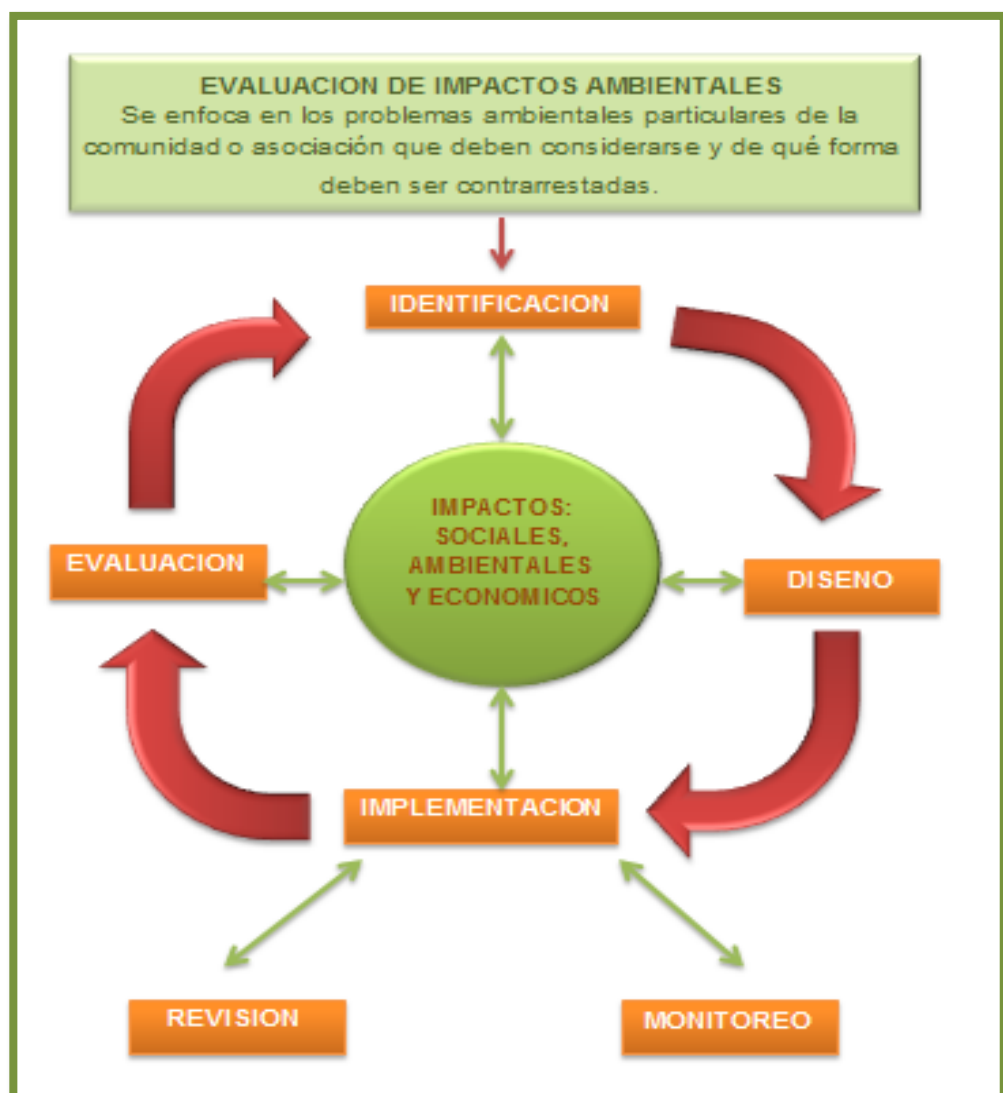 EVALUACION DE IMPACTOS AMBIENTALES
Se enfoca en los problemas ambientales particulares de la
comunidad o asociación que deben considerarse y de qué forma
deben ser contrarrestadas.
IDENTIFICACION
IMPACTOS:
SOCIALES,
AMBIENTALES
Y ECONOMICOS
EVALUACION
DISENO
IMPLEMENTACION
REVISION
MONITOREO